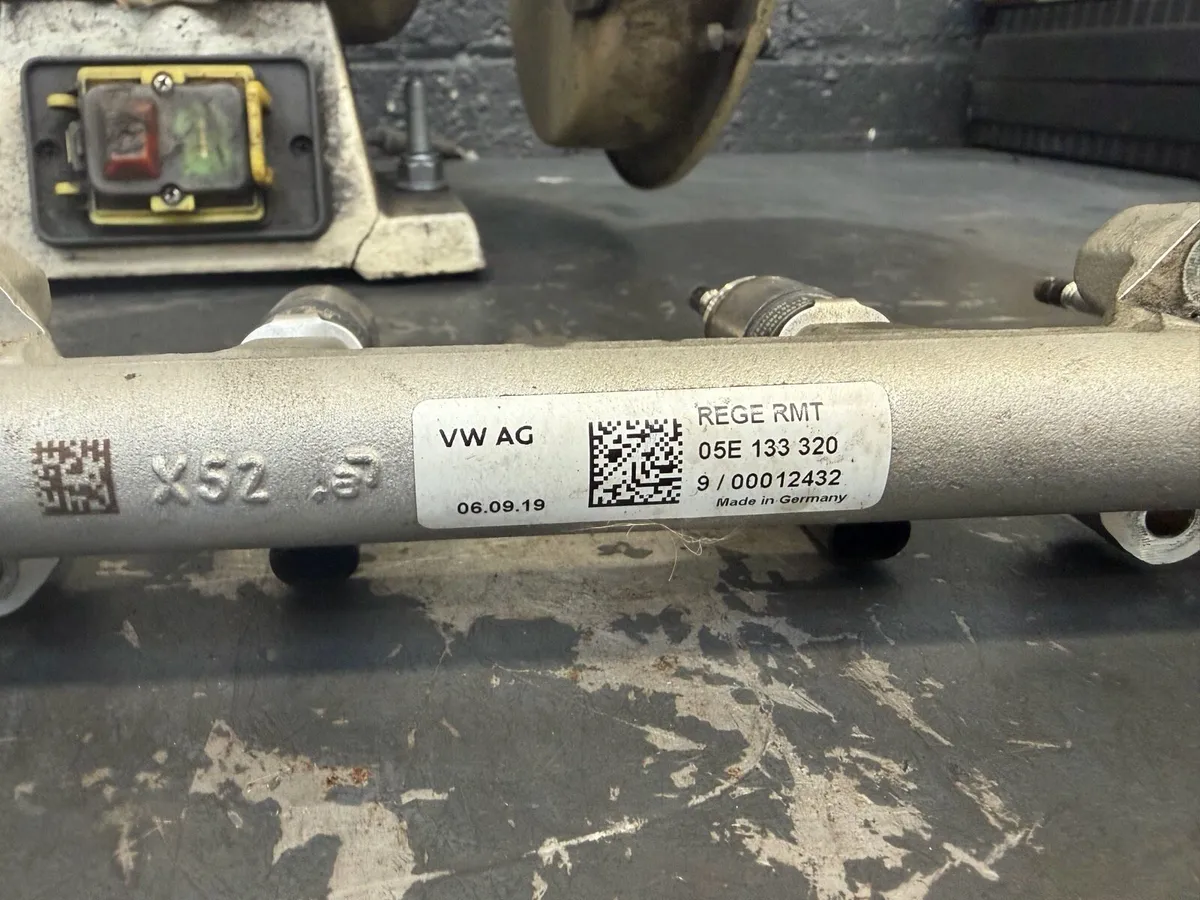 X52
VW AG
06.09.19
REGE RMT
05E 133 320
9 / 00012432
Made in Germany